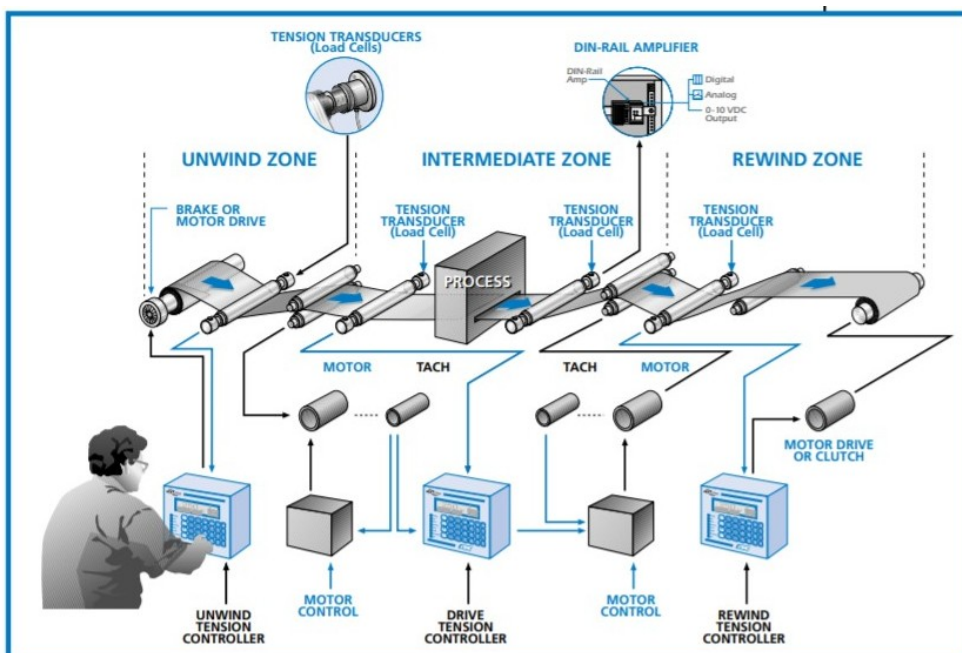 TENSION TRANSDUCERS
(Load Cells)
DIN-RAIL AMPLIFIER
DIN-Rail
Amp
Digital
Analog
0-10 VDC
Output
UNWIND ZONE
INTERMEDIATE ZONE
REWIND ZONE
BRAKE OR
MOTOR DRIVE
TENSION
TRANSDUCER
(Load Cell)
TENSION
TRANSDUCER
(Load Cell)
TENSION
TRANSDUCER
(Load Cell)
PROCESS
MOTOR
TACH
TACH
MOTOR
MOTOR DRIVE
OR CLUTCH
UNWIND
TENSION
CONTROLLER
MOTOR
CONTROL
DRIVE
TENSION
CONTROLLER
MOTOR
CONTROL
REWIND
TENSION
CONTROLLER